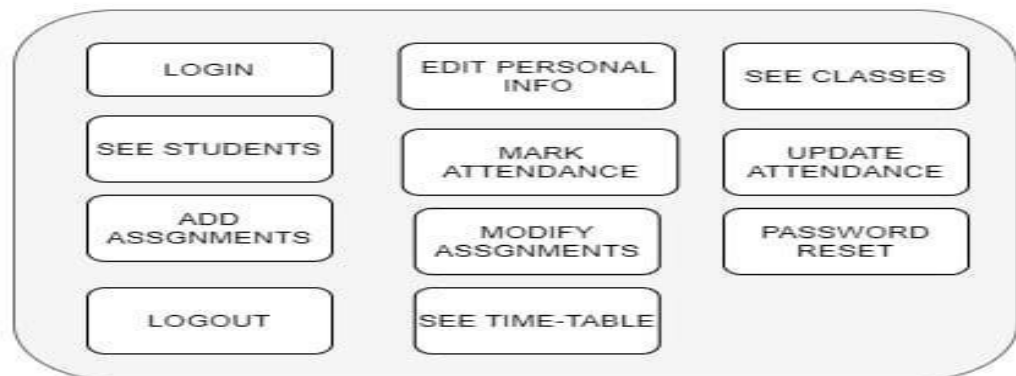 LOGIN
EDIT PERSONAL
INFO
SEE CLASSES
SEE STUDENTS
MARK
ATTENDANCE
UPDATE
ATTENDANCE
ADD
ASSGNMENTS
MODIFY
ASSGNMENTS
PASSWORD
RESET
LOGOUT
SEE TIME-TABLE